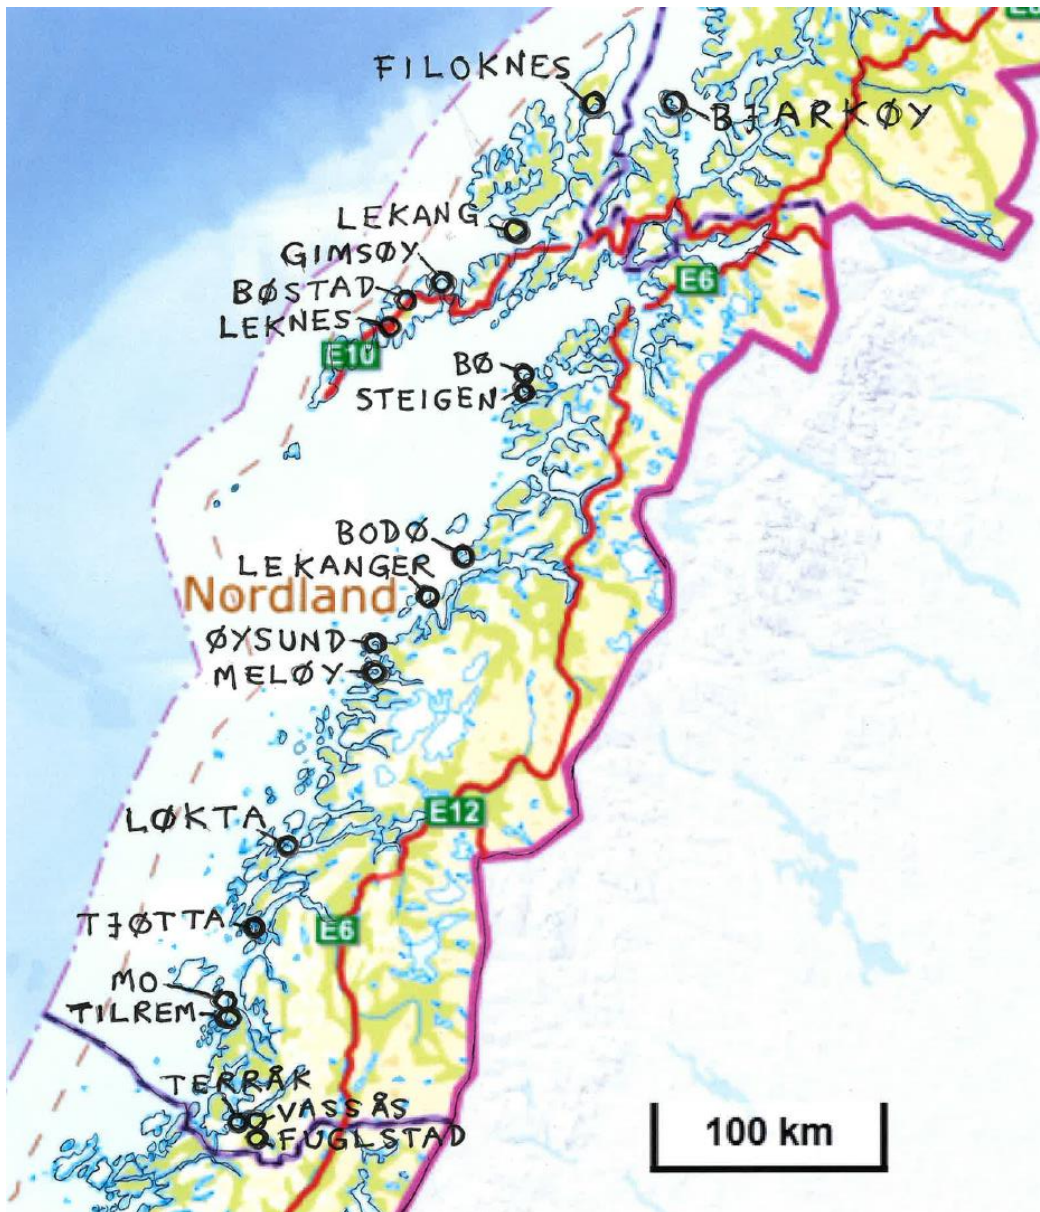 FILOKNES
BJARKØY
LEKANG
GIMSØY
E6
BØSTAD
LEKNES
E10
BØ
STEIGEN
BODØ
LEKANGER
Nordland
ØYSUND
MELØY
E12
LØKTA
TJØTTA
E6
MO
TILREM
TERRÅK
VASSÅS
FUGLSTAD
100 km